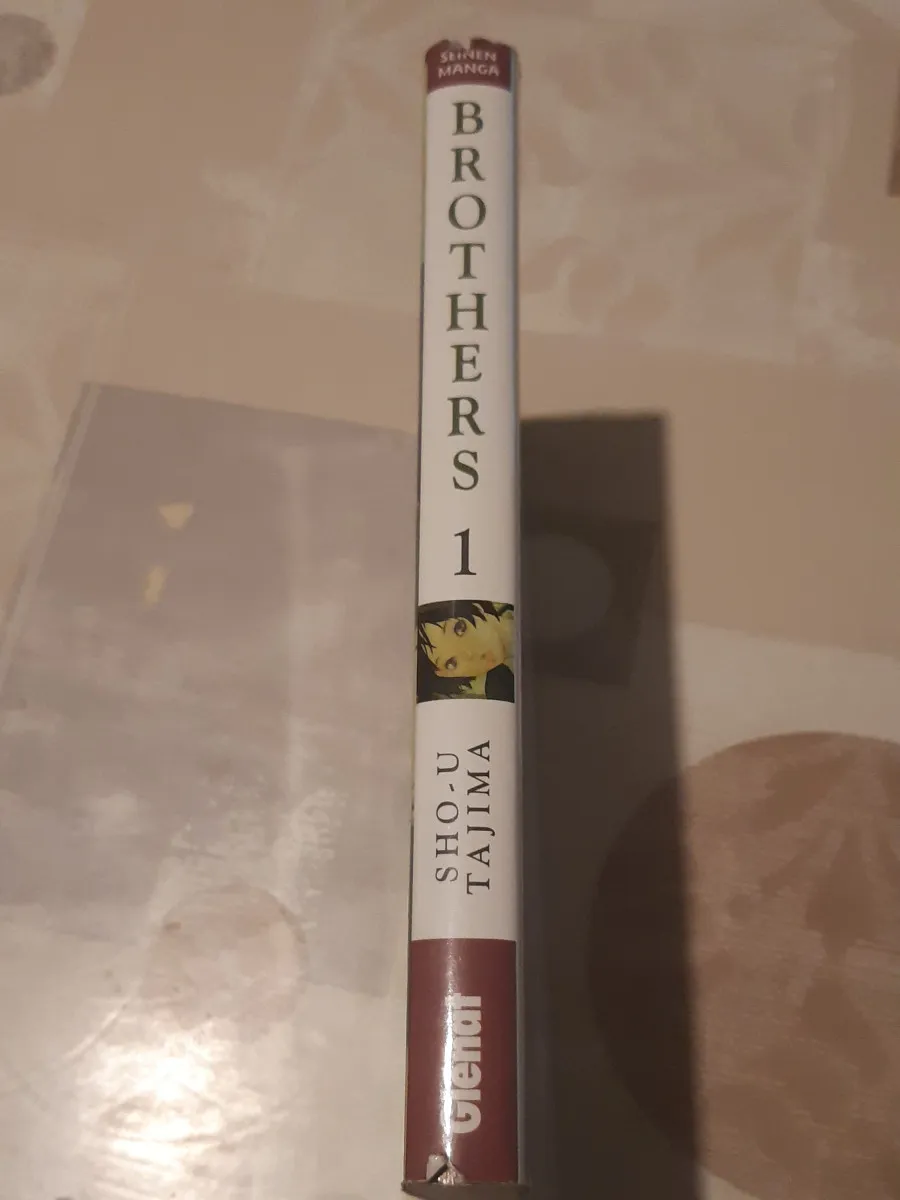 SEINEN
MANGA
BROTHERS
1
SHO-U
TAJIMA
Glénat